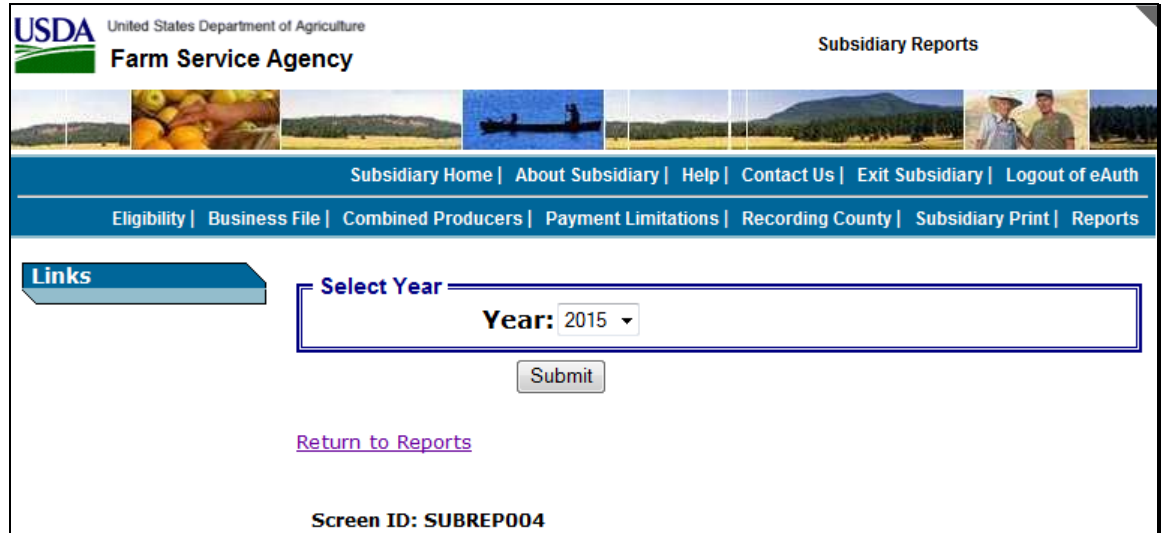 USDA United States Department of Agriculture
Farm Service Agency
Subsidiary Reports
Subsidiary Home | About Subsidiary | Help | Contact Us | Exit Subsidiary | Logout of eAuth
Eligibility | Business File | Combined Producers | Payment Limitations | Recording County | Subsidiary Print | Reports
Links
Select Year
Year: 2015
Submit
Return to Reports
Screen ID: SUBREP004